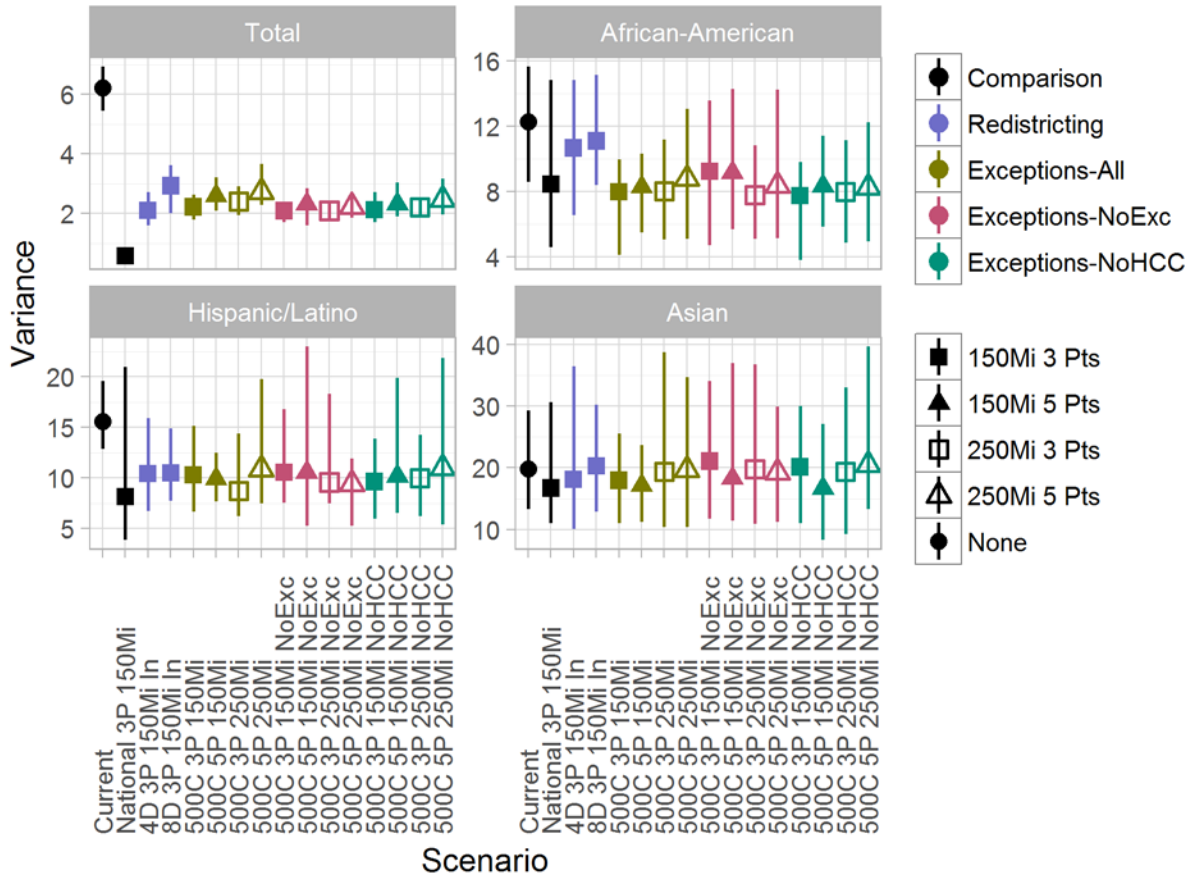 Total
African-American
6
4
2
16
12
8
4
Variance
Hispanic/Latino
Asian
20
15
10
5
40
30
20
10
Current
National 3P 150Mi
4D 3P 150Mi In
8D 3P 150Mi In
500C 3P 150Mi
500C 5P 150Mi
500C 3P 250Mi
500C 5P 250Mi
500C 3P 150Mi NoExc
500C 5P 150Mi NoExc
500C 3P 250Mi NoExc
500C 5P 250Mi NoExc
500C 3P 150Mi NoHCC
500C 5P 150Mi NoHCC
500C 3P 250Mi NoHCC
500C 5P 250Mi NoHCC
Current
National 3P 150Mi
4D 3P 150Mi In
8D 3P 150Mi In
500C 3P 150Mi
500C 5P 150Mi
500C 3P 250Mi
500C 5P 250Mi
500C 3P 150Mi NoExc
500C 5P 150Mi NoExc
500C 3P 250Mi NoExc
500C 5P 250Mi NoExc
500C 3P 150Mi NoHCC
500C 5P 150Mi NoHCC
500C 3P 250Mi NoHCC
500C 5P 250Mi NoHCC
Scenario
Comparison
Redistricting
Exceptions-All
Exceptions-NoExc
Exceptions-NoHCC
150Mi 3 Pts
150Mi 5 Pts
250Mi 3 Pts
250Mi 5 Pts
None